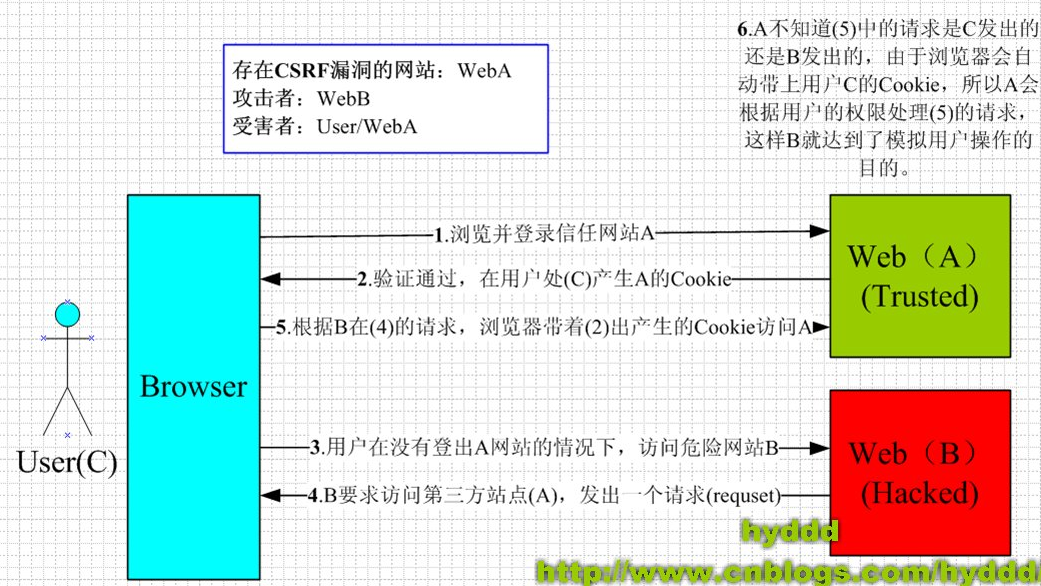 6.A不知道(5)中的请求是C发出的
还是B发出的，由于浏览器会自
动带上用户C的Cookie，所以A会
根据用户的权限处理(5)的请求，
这样B就达到了模拟用户操作的
目的。
存在CSRF漏洞的网站：WebA
攻击者：WebB
受害者：User/WebA
1.浏览并登录信任网站A
2.验证通过，在用户处(C)产生A的Cookie
5.根据B在(4)的请求，浏览器带着(2)出产生的Cookie访问A
Web（A）
(Trusted)
Browser
User(C)
3.用户在没有登出A网站的情况下，访问危险网站B
4.B要求访问第三方站点(A)，发出一个请求(requset)
Web（B）
(Hacked)
hyddd
http://www.cnblogs.com/hyddd/